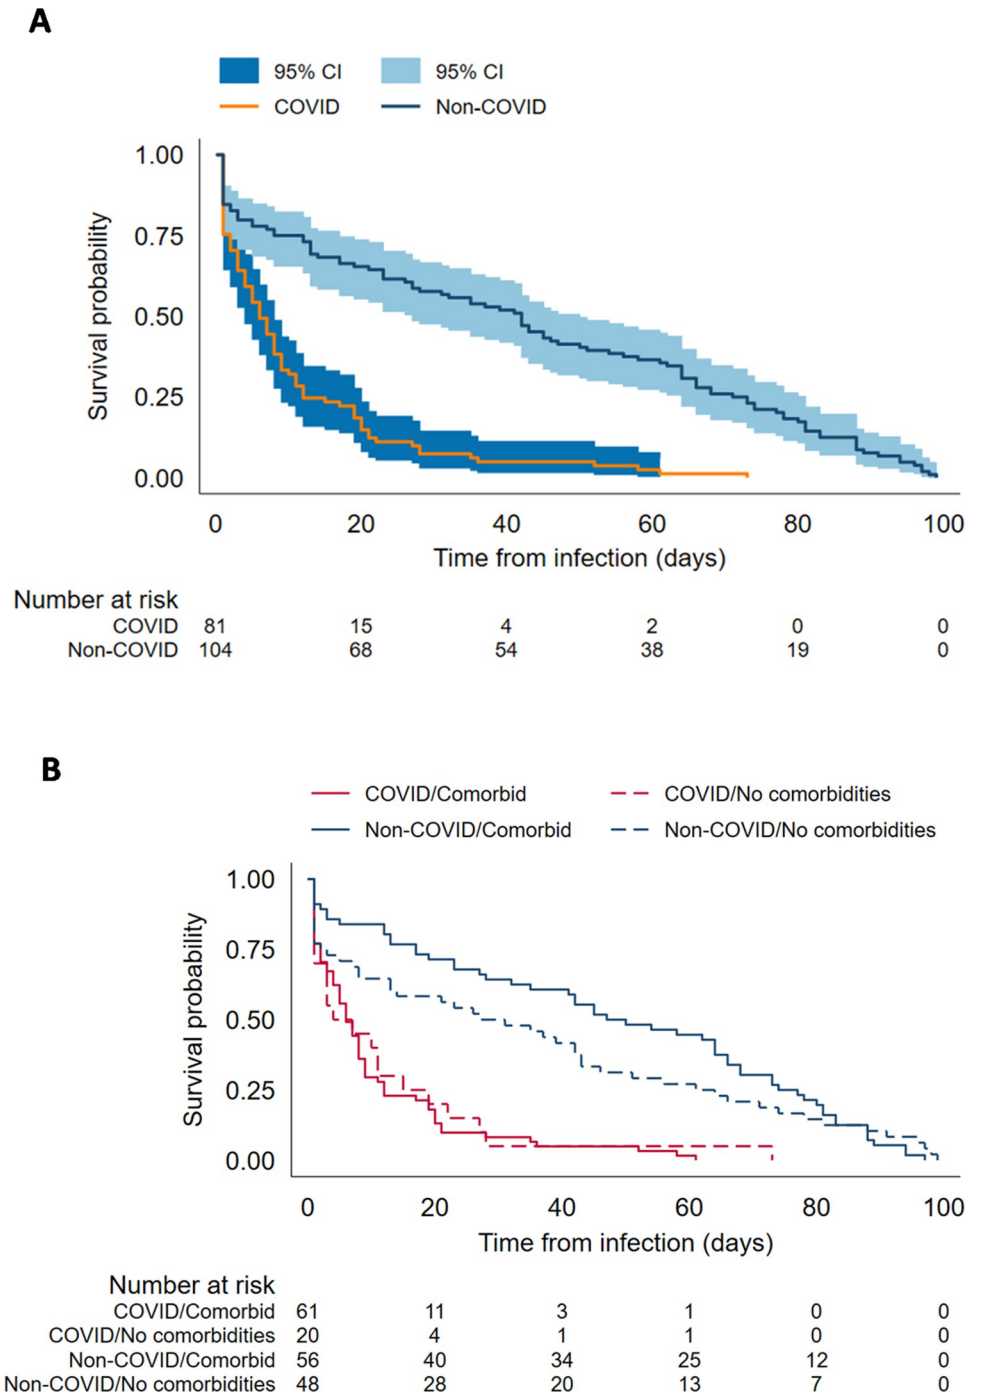 A
95% CI 95% CI
COVID Non-COVID
1.00
0.75
0.50
0.25
0.00
Survival probability
0 20 40 60 80 100
Time from infection (days)
Number at risk
COVID 81 15 4 2 0 0
Non-COVID 104 68 54 38 19 0
B
COVID/Comorbid COVID/No comorbidities
Non-COVID/Comorbid Non-COVID/No comorbidities
1.00
0.75
0.50
0.25
0.00
Survival probability
0 20 40 60 80 100
Time from infection (days)
Number at risk
COVID/Comorbid 61 11 3 1 0 0
COVID/No comorbidities 20 4 1 1 0 0
Non-COVID/Comorbid 56 40 34 25 12 0
Non-COVID/No comorbidities 48 28 20 13 7 0